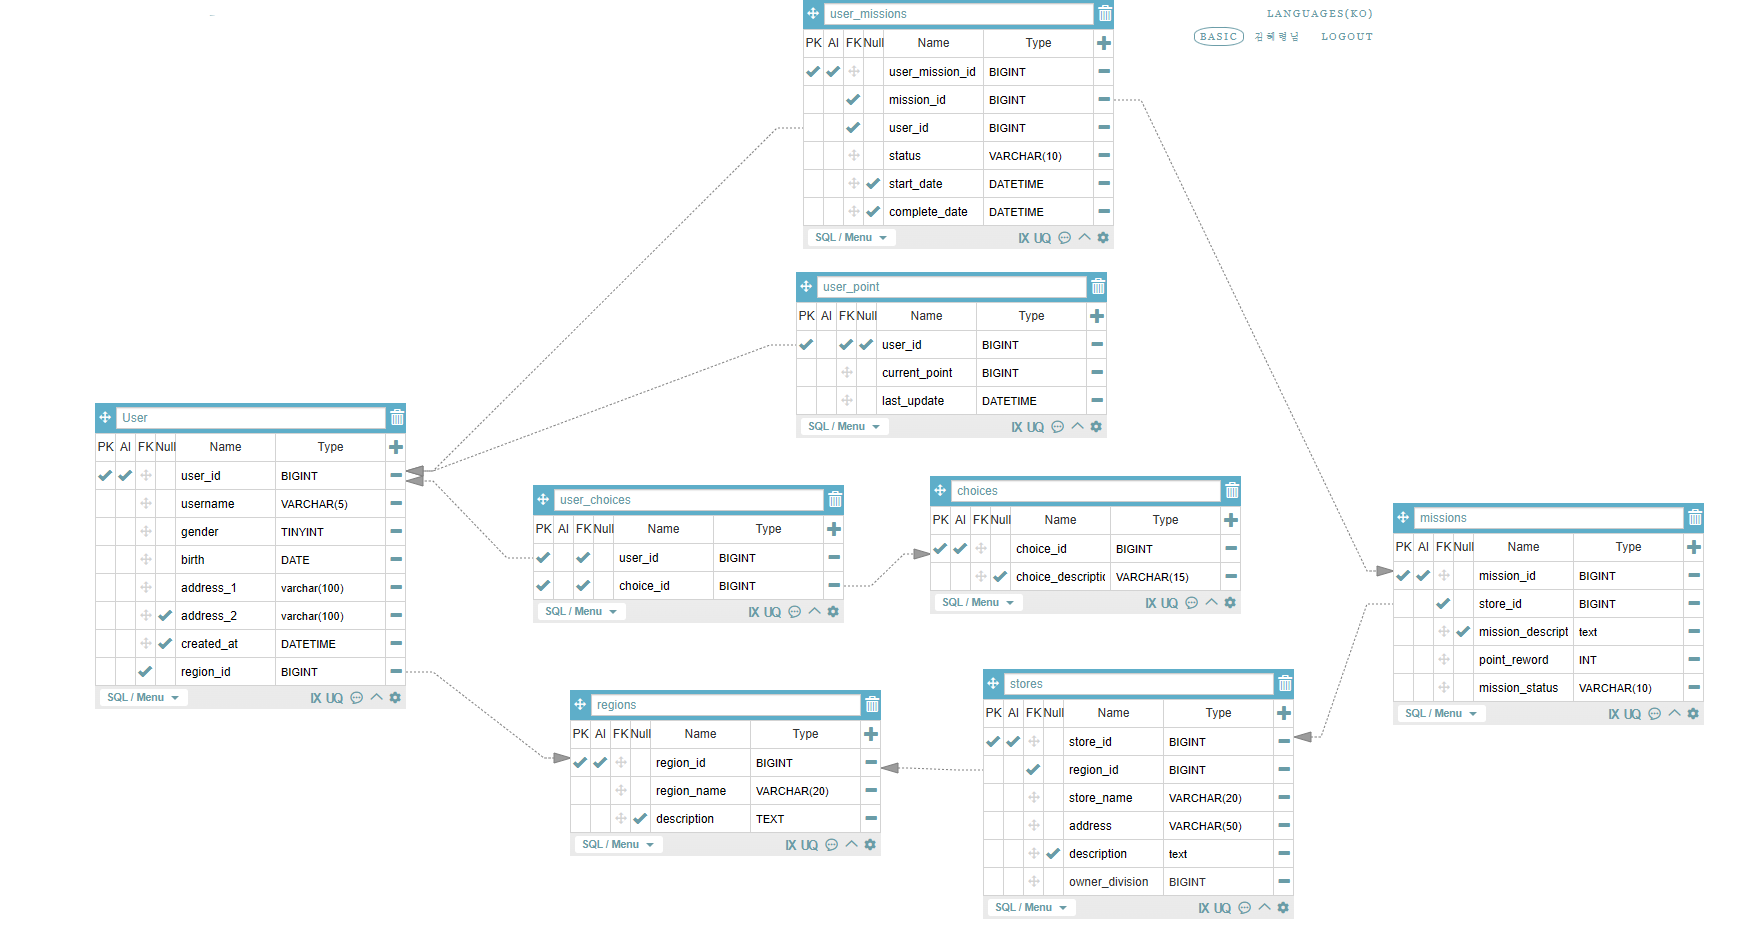 LANGUAGES(KO)
BASIC 김혜령님 LOGOUT
user_missions
PK AI FK Null Name Type
user_mission_id BIGINT
mission_id BIGINT
user_id BIGINT
status VARCHAR(10)
start_date DATETIME
complete_date DATETIME
SQL / Menu IX UQ
user_point
PK AI FK Null Name Type
user_id BIGINT
current_point BIGINT
last_update DATETIME
SQL / Menu IX UQ
User
PK AI FK Null Name Type
user_id BIGINT
username VARCHAR(5)
gender TINYINT
birth DATE
address_1 varchar(100)
address_2 varchar(100)
created_at DATETIME
region_id BIGINT
SQL / Menu IX UQ
user_choices
PK AI FK Null Name Type
user_id BIGINT
choice_id BIGINT
SQL / Menu IX UQ
choices
PK AI FK Null Name Type
choice_id BIGINT
choice_descriptic VARCHAR(15)
SQL / Menu IX UQ
missions
PK AI FK Null Name Type
mission_id BIGINT
store_id BIGINT
mission_descript text
point_reword INT
mission_status VARCHAR(10)
SQL / Menu IX UQ
regions
PK AI FK Null Name Type
region_id BIGINT
region_name VARCHAR(20)
description TEXT
SQL / Menu IX UQ
stores
PK AI FK Null Name Type
store_id BIGINT
region_id BIGINT
store_name VARCHAR(20)
address VARCHAR(50)
description text
owner_division BIGINT
SQL / Menu IX UQ